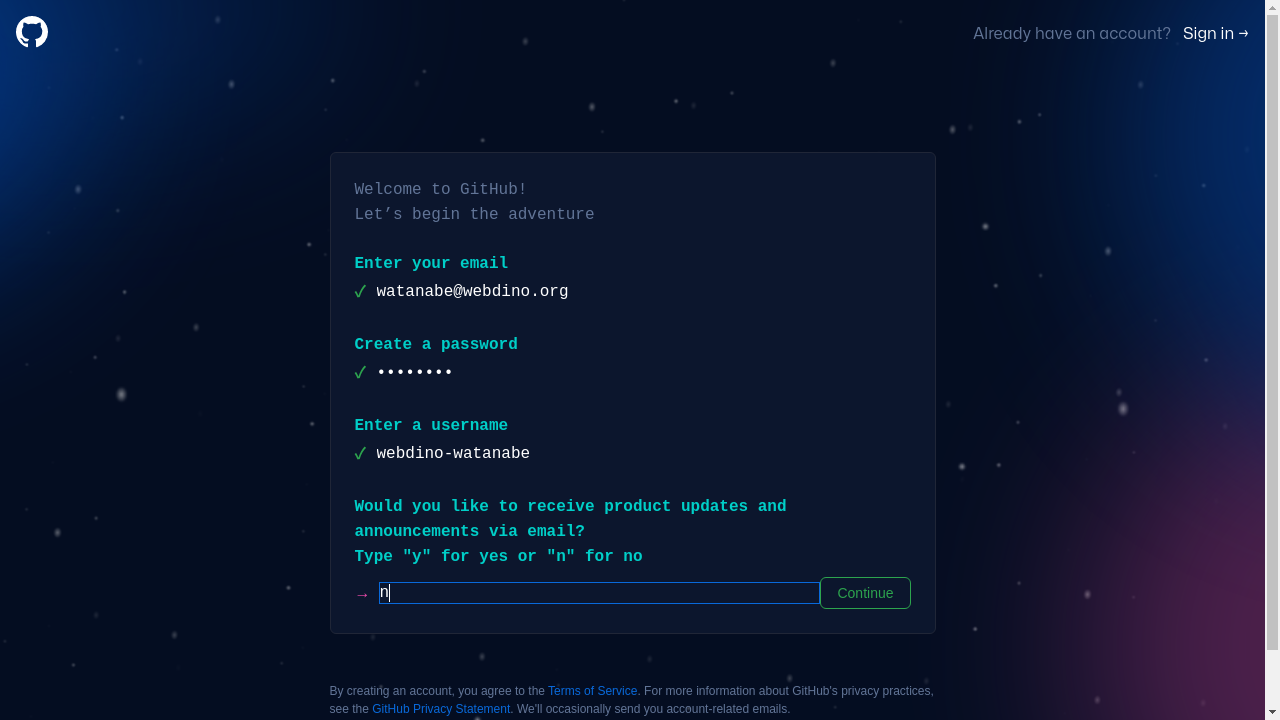 Already have an account? Sign in →
Welcome to GitHub!
Let’s begin the adventure
Enter your email
✓ watanabe@webdino.org
Create a password
✓ ••••••••
Enter a username
✓ webdino-watanabe
Would you like to receive product updates and
announcements via email?
Type "y" for yes or "n" for no
→ n Continue
By creating an account, you agree to the Terms of Service. For more information about GitHub's privacy practices,
see the GitHub Privacy Statement. We'll occasionally send you account-related emails.